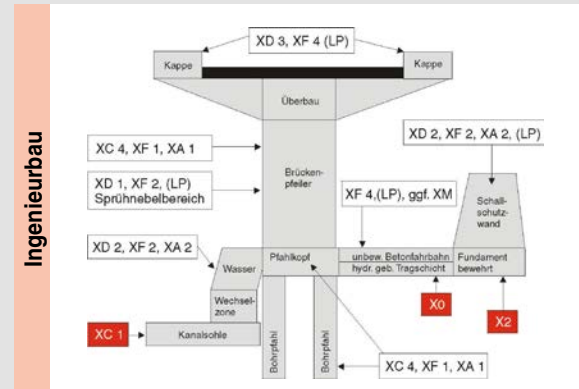 Ingenieurbau
XD 3, XF 4 (LP)
Kappe
Kappe
Überbau
XD 2, XF 2, XA 2, (LP)
XC 4, XF 1, XA 1
Brücken-
pfeiler
XD 1, XF 2, (LP)
Sprühnebelbereich
XF 4,(LP), ggf. XM
Schall-
schutz-
wand
XD 2, XF 2, XA 2
Wasser
Pfahlkopf
unbew. Betonfahrbahn
hydr. geb. Tragschicht
Fundament
bewehrt
Wechsel-
zone
X0
X2
XC 1
Kanalsohle
Bohrpfahl
Bohrpfahl
XC 4, XF 1, XA 1